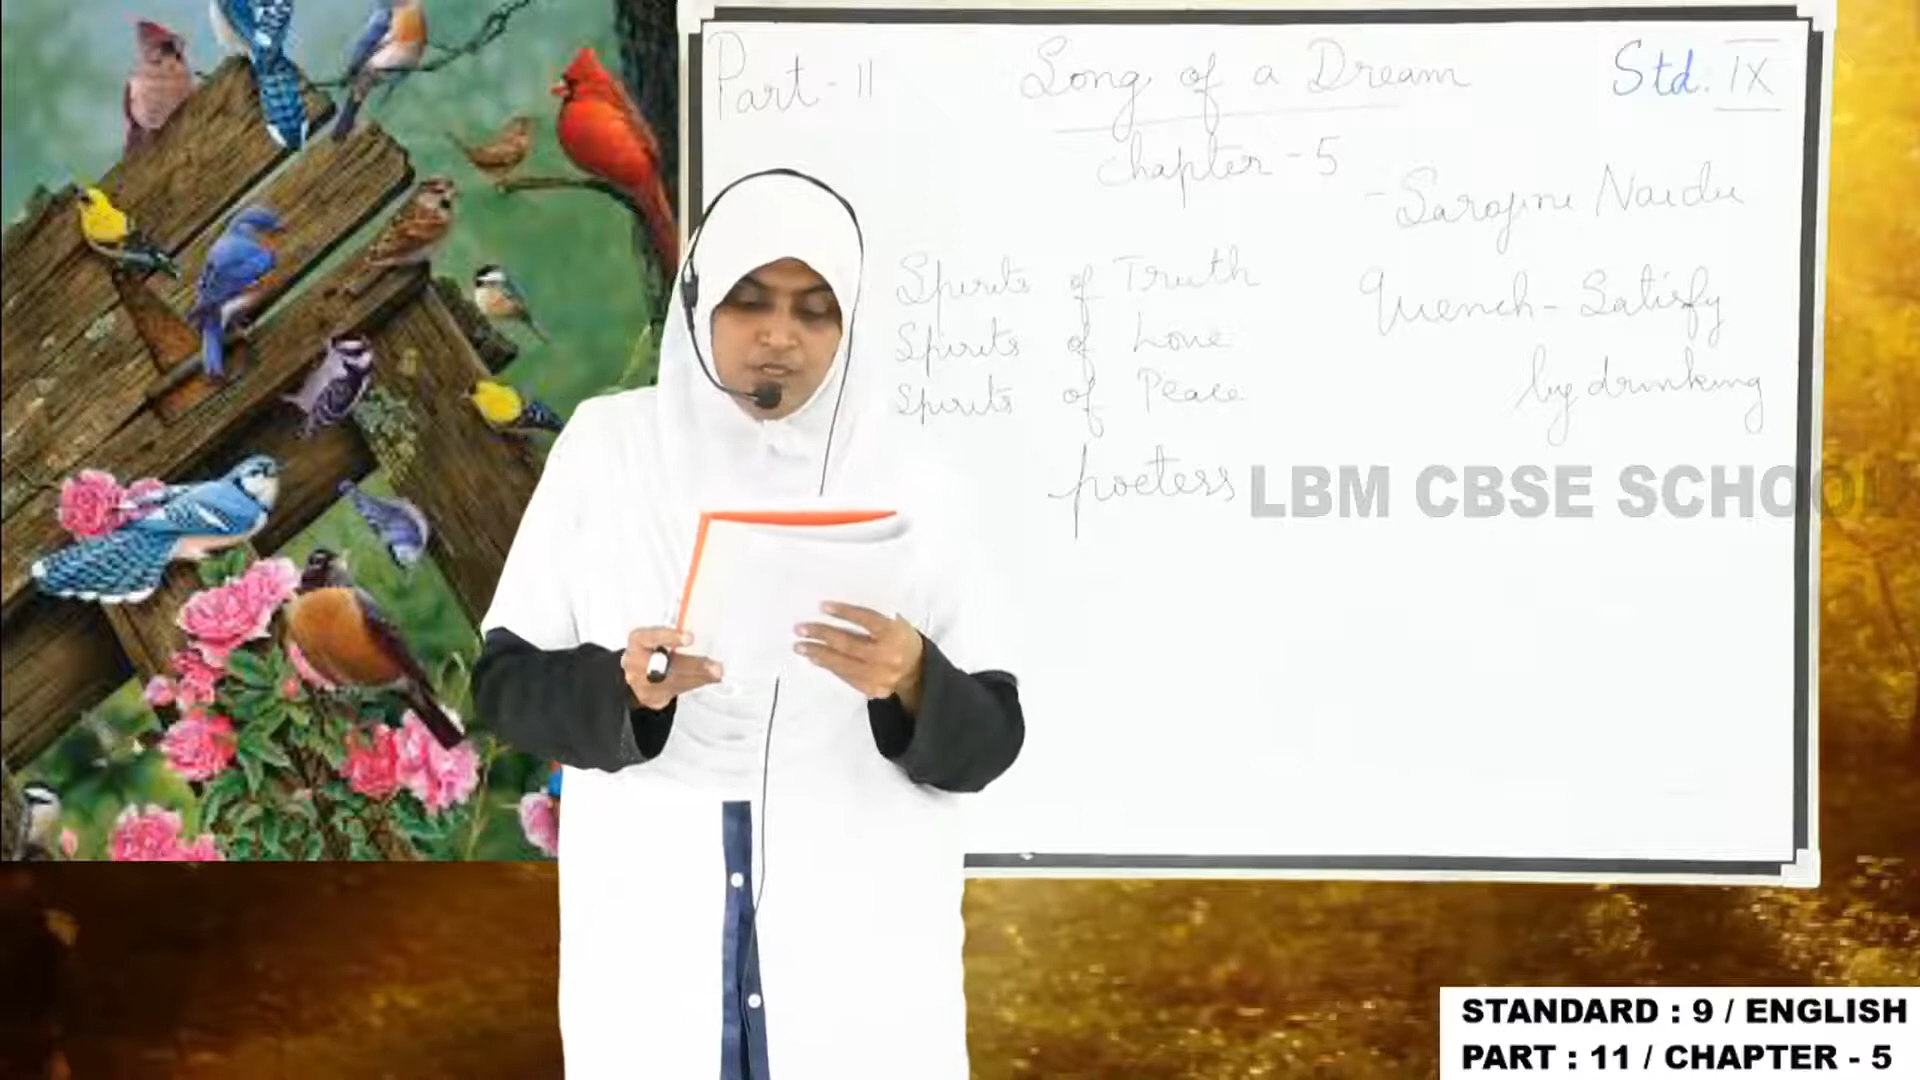 Part - 11
Song of a Dream
Std. IX
Chapter - 5
- Sarojini Naidu
Spirits of Truth
Spirits of Love
Spirits of Peace
Quench - Satisfy
by drinking
poetess
LBM CBSE SCHOOL
STANDARD : 9 / ENGLISH
PART : 11 / CHAPTER - 5